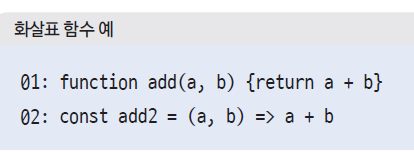 화살표 함수 예
01: function add(a, b) {return a + b}
02: const add2 = (a, b) => a + b